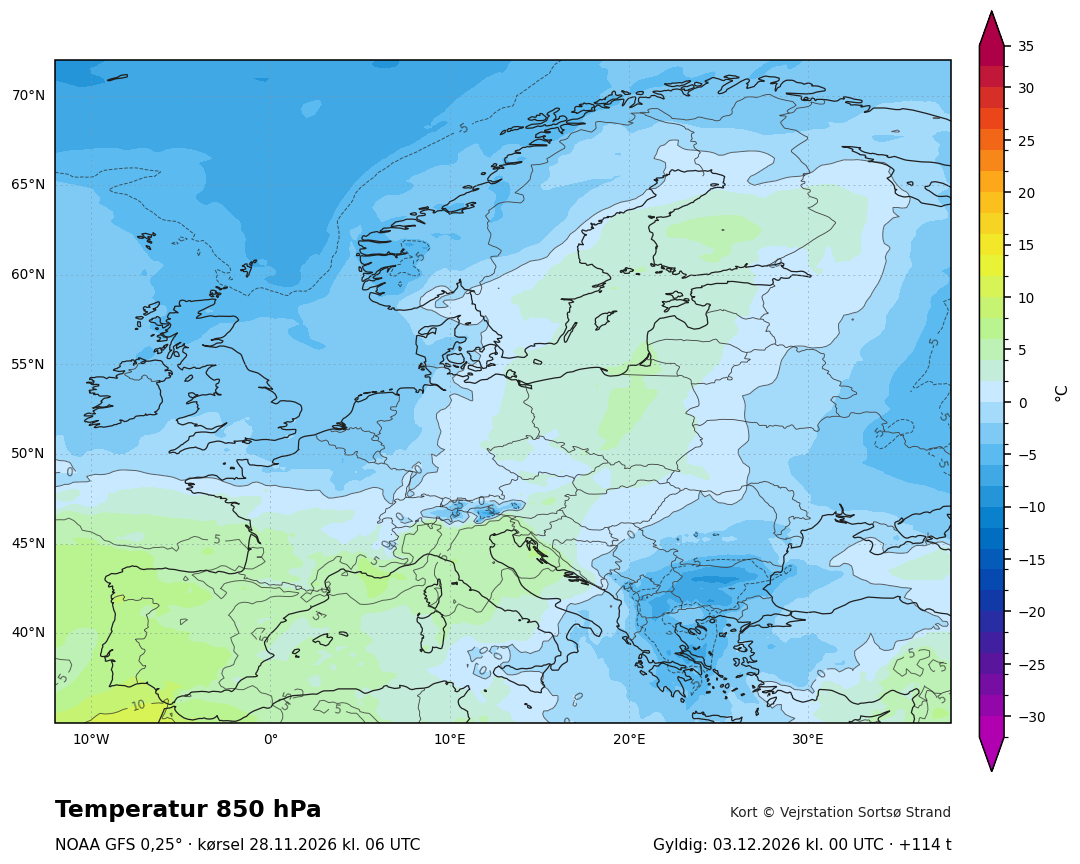 70°N
65°N
60°N
55°N
50°N
45°N
40°N
10°W
0°
10°E
20°E
30°E
35
30
25
20
15
10
5
0
−5
−10
−15
−20
−25
−30
°C
Temperatur 850 hPa
Kort © Vejrstation Sortsø Strand
NOAA GFS 0,25° · kørsel 28.11.2026 kl. 06 UTC
Gyldig: 03.12.2026 kl. 00 UTC · +114 t